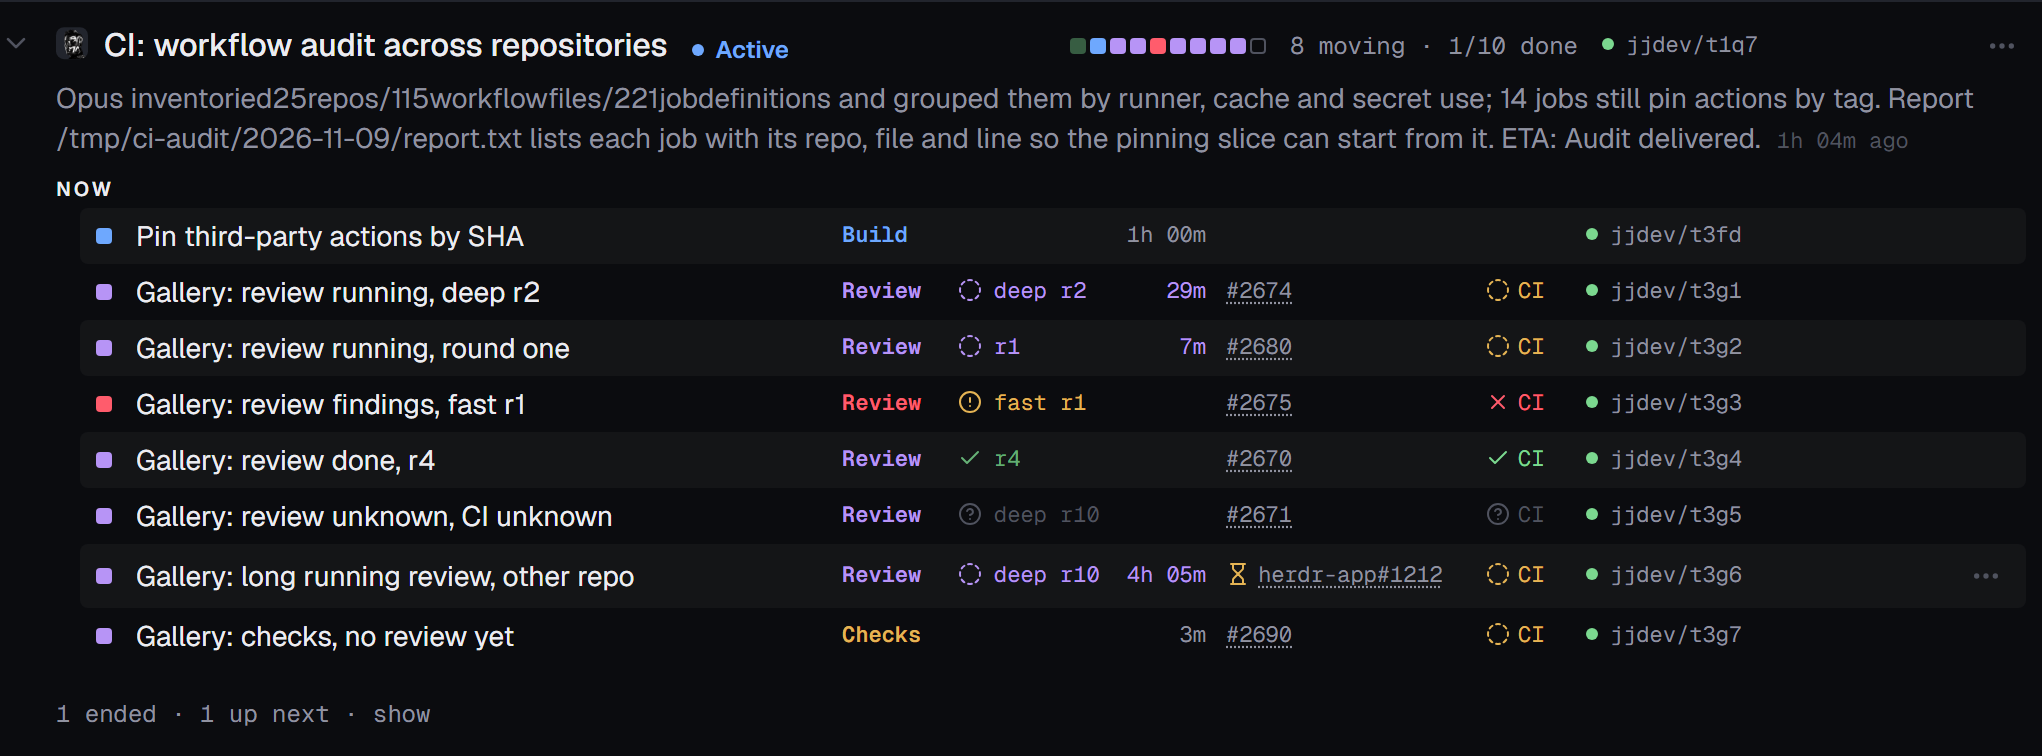 CI: workflow audit across repositories Active 8 moving · 1/10 done jjdev/t1q7
Opus inventoried25repos/115workflowfiles/221jobdefinitions and grouped them by runner, cache and secret use; 14 jobs still pin actions by tag. Report
/tmp/ci-audit/2026-11-09/report.txt lists each job with its repo, file and line so the pinning slice can start from it. ETA: Audit delivered. 1h 04m ago
NOW
Pin third-party actions by SHA Build 1h 00m jjdev/t3fd
Gallery: review running, deep r2 Review deep r2 29m #2674 CI jjdev/t3g1
Gallery: review running, round one Review r1 7m #2680 CI jjdev/t3g2
Gallery: review findings, fast r1 Review fast r1 #2675 CI jjdev/t3g3
Gallery: review done, r4 Review r4 #2670 CI jjdev/t3g4
Gallery: review unknown, CI unknown Review deep r10 #2671 CI jjdev/t3g5
Gallery: long running review, other repo Review deep r10 4h 05m herdr-app#1212 CI jjdev/t3g6
Gallery: checks, no review yet Checks 3m #2690 CI jjdev/t3g7
1 ended · 1 up next · show